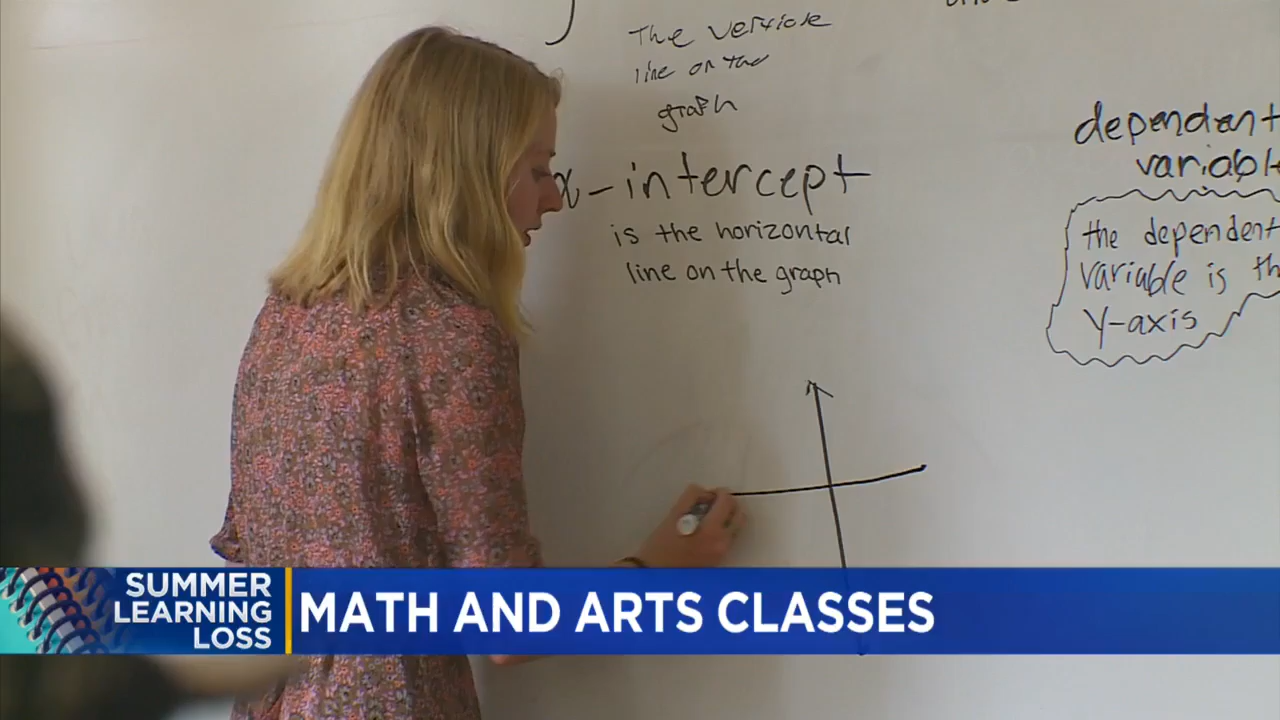 The verticle
line on the
graph
x-intercept
is the horizontal
line on the graph
dependant
variable
the dependent
variable is th
Y-axis
SUMMER
LEARNING
LOSS
MATH AND ARTS CLASSES